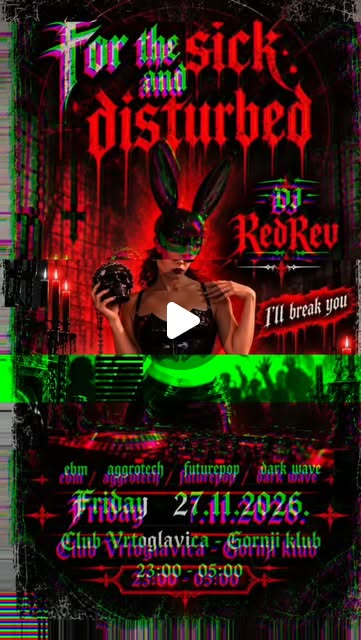 For the sick
and
disturbed
DJ
RedRev
I'll break you
ebm / aggrotech / futurepop / dark wave
Friday 27.11.2026.
Club Vrtoglavica - Gornji klub
23:00 - 05:00